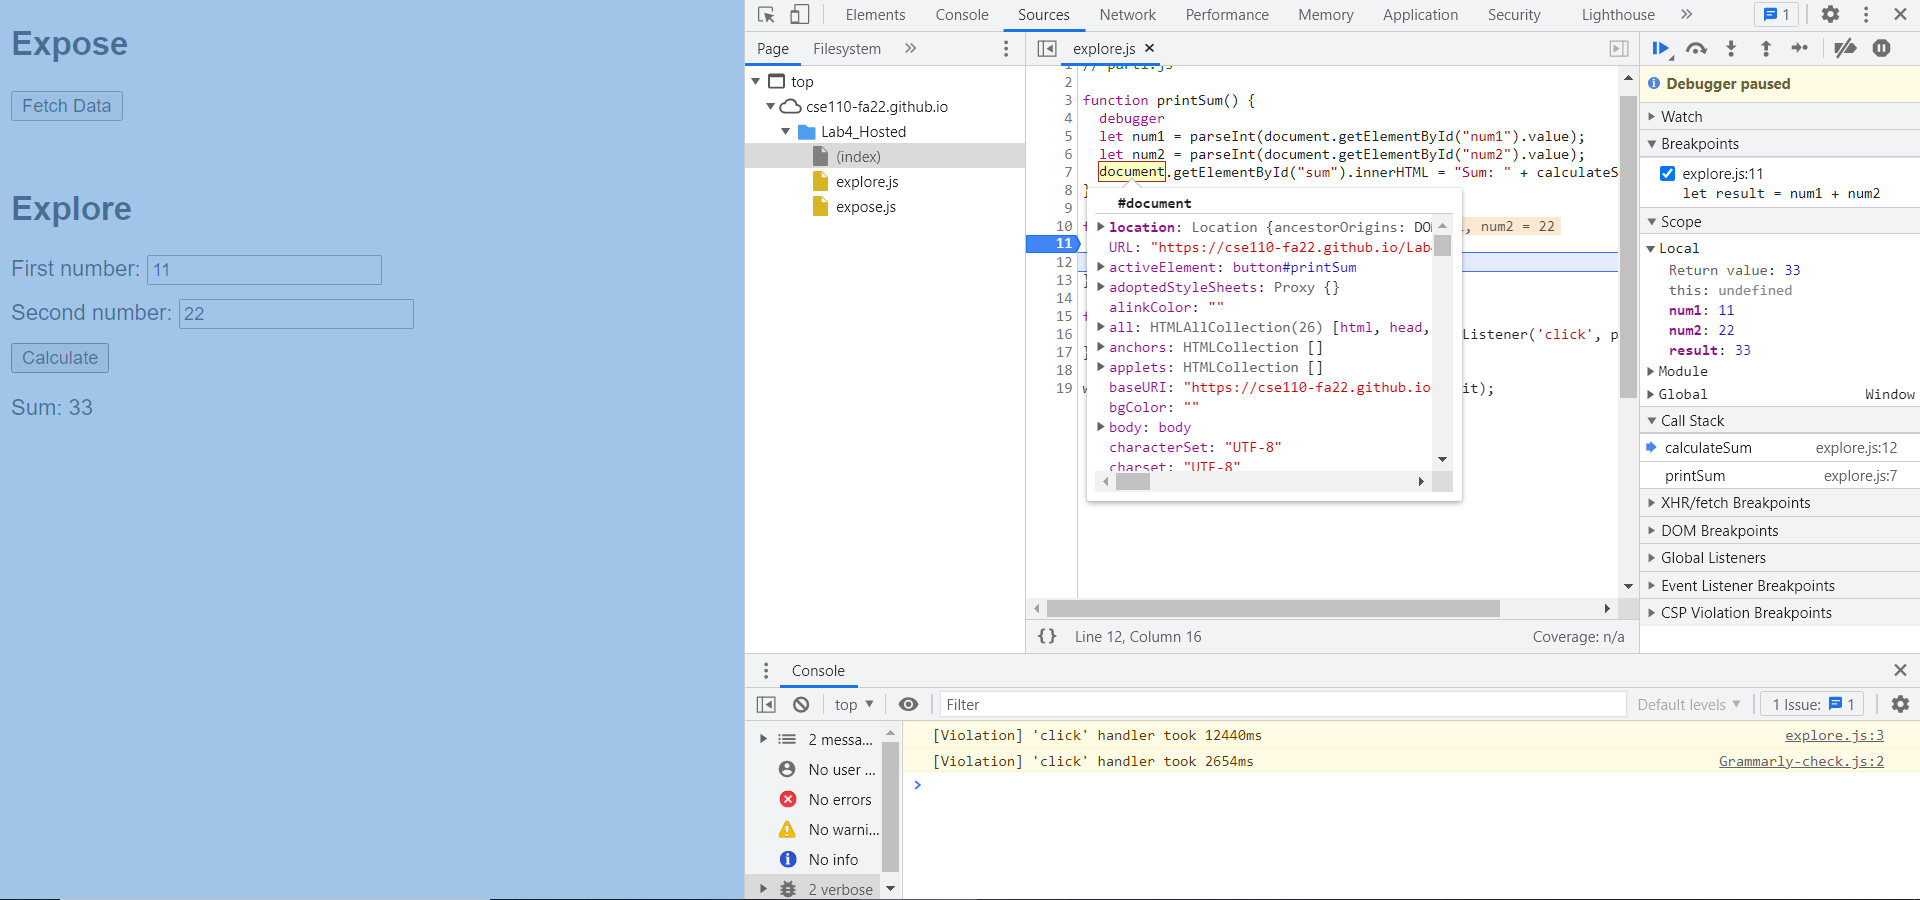 Expose
Fetch Data
Explore
First number: 11
Second number: 22
Calculate
Sum: 33
Elements Console Sources Network Performance Memory Application Security Lighthouse » 1
Page Filesystem »
top
cse110-fa22.github.io
Lab4_Hosted
(index)
explore.js
expose.js
explore.js
1 // part1.js
2
3 function printSum() {
4 debugger
5 let num1 = parseInt(document.getElementById("num1").value);
6 let num2 = parseInt(document.getElementById("num2").value);
7 document.getElementById("sum").innerHTML = "Sum: " + calculateS
8 }
9
10 f , num2 = 22
11
12
13 }
14
15 f
16 Listener('click', p
17 }
18
19 w it);
#document
location: Location {ancestorOrigins: DO
URL: "https://cse110-fa22.github.io/Lab
activeElement: button#printSum
adoptedStyleSheets: Proxy {}
alinkColor: ""
all: HTMLAllCollection(26) [html, head,
anchors: HTMLCollection []
applets: HTMLCollection []
baseURI: "https://cse110-fa22.github.io
bgColor: ""
body: body
characterSet: "UTF-8"
charset: "UTF-8"
{} Line 12, Column 16 Coverage: n/a
Debugger paused
Watch
Breakpoints
explore.js:11
let result = num1 + num2
Scope
Local
Return value: 33
this: undefined
num1: 11
num2: 22
result: 33
Module
Global Window
Call Stack
calculateSum explore.js:12
printSum explore.js:7
XHR/fetch Breakpoints
DOM Breakpoints
Global Listeners
Event Listener Breakpoints
CSP Violation Breakpoints
Console
top Filter Default levels 1 Issue: 1
2 messa...
No user ...
No errors
No warni...
No info
2 verbose
[Violation] 'click' handler took 12440ms explore.js:3
[Violation] 'click' handler took 2654ms Grammarly-check.js:2
>